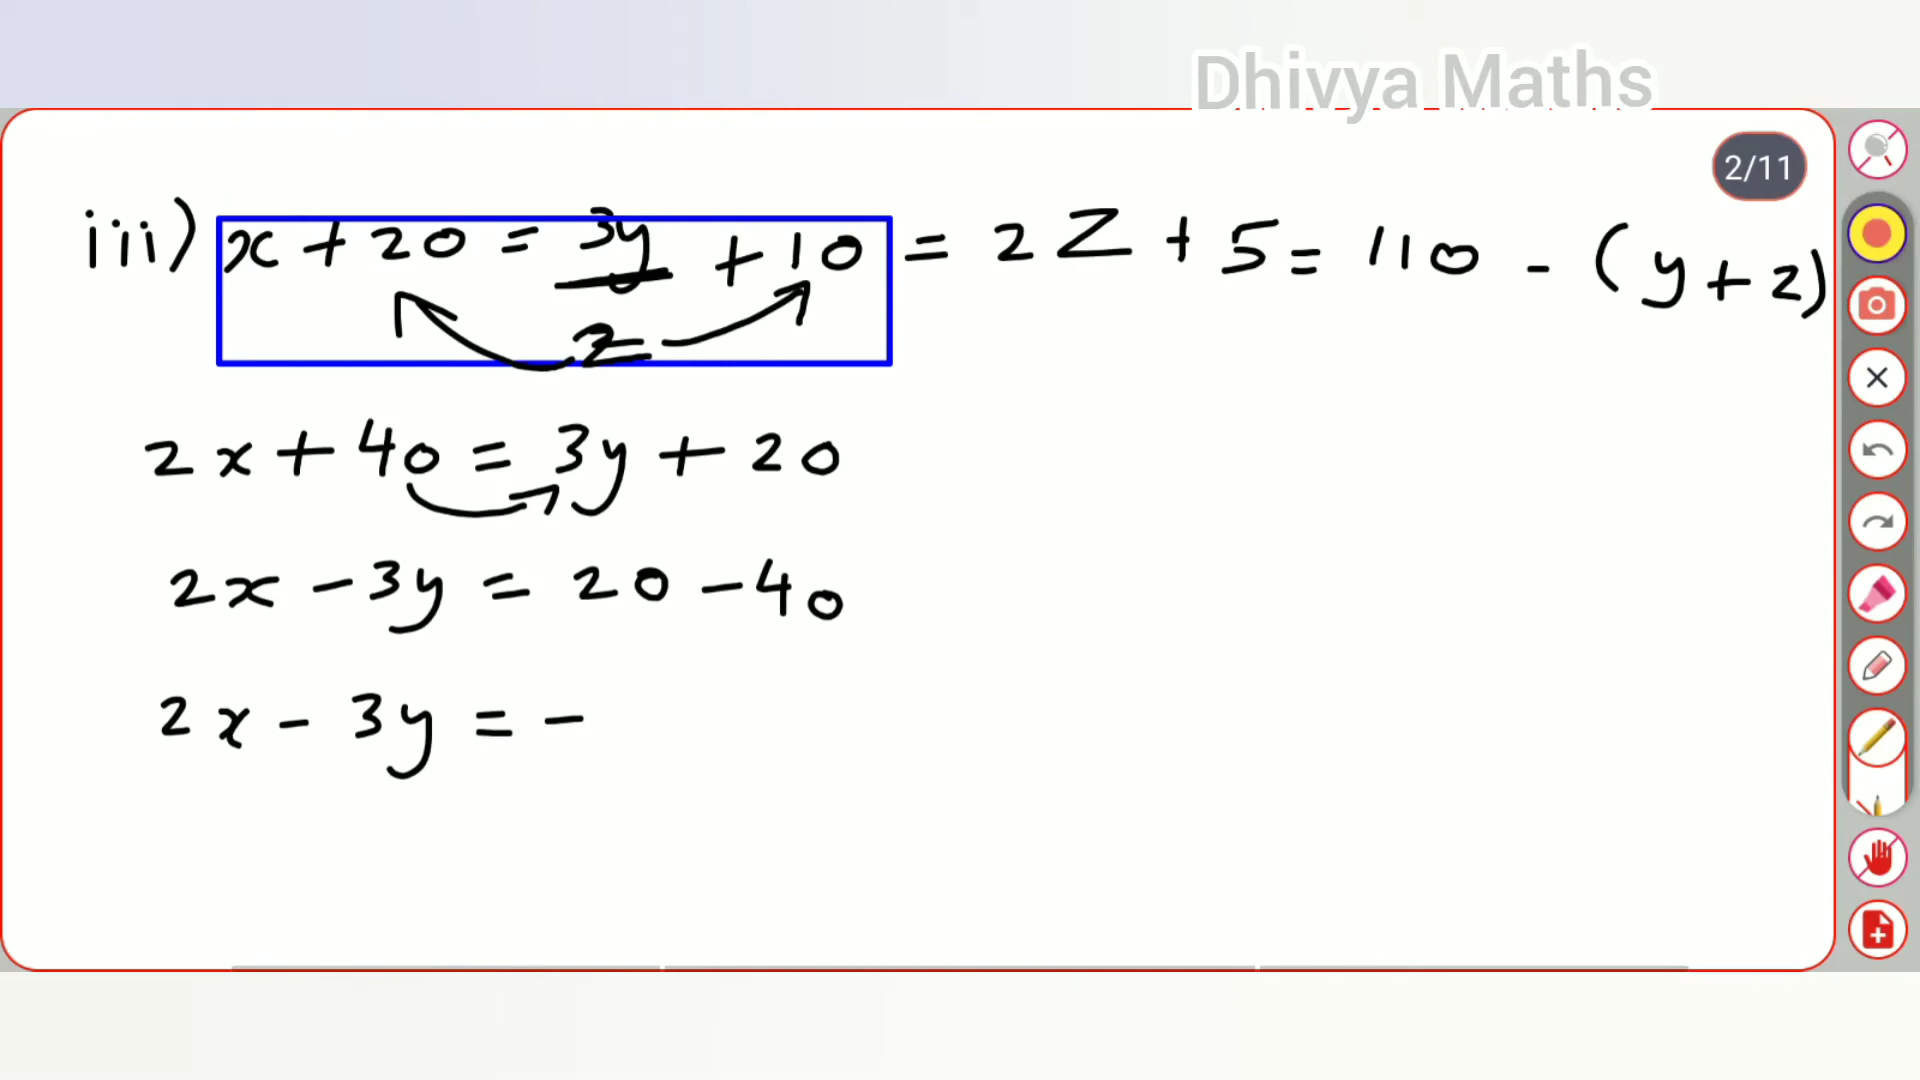 Dhivya Maths
2/11
iii) x + 20 = 3y/2 + 10 = 2Z + 5 = 110 - (y + z)
2x + 40 = 3y + 20
2x - 3y = 20 - 40
2x - 3y = -